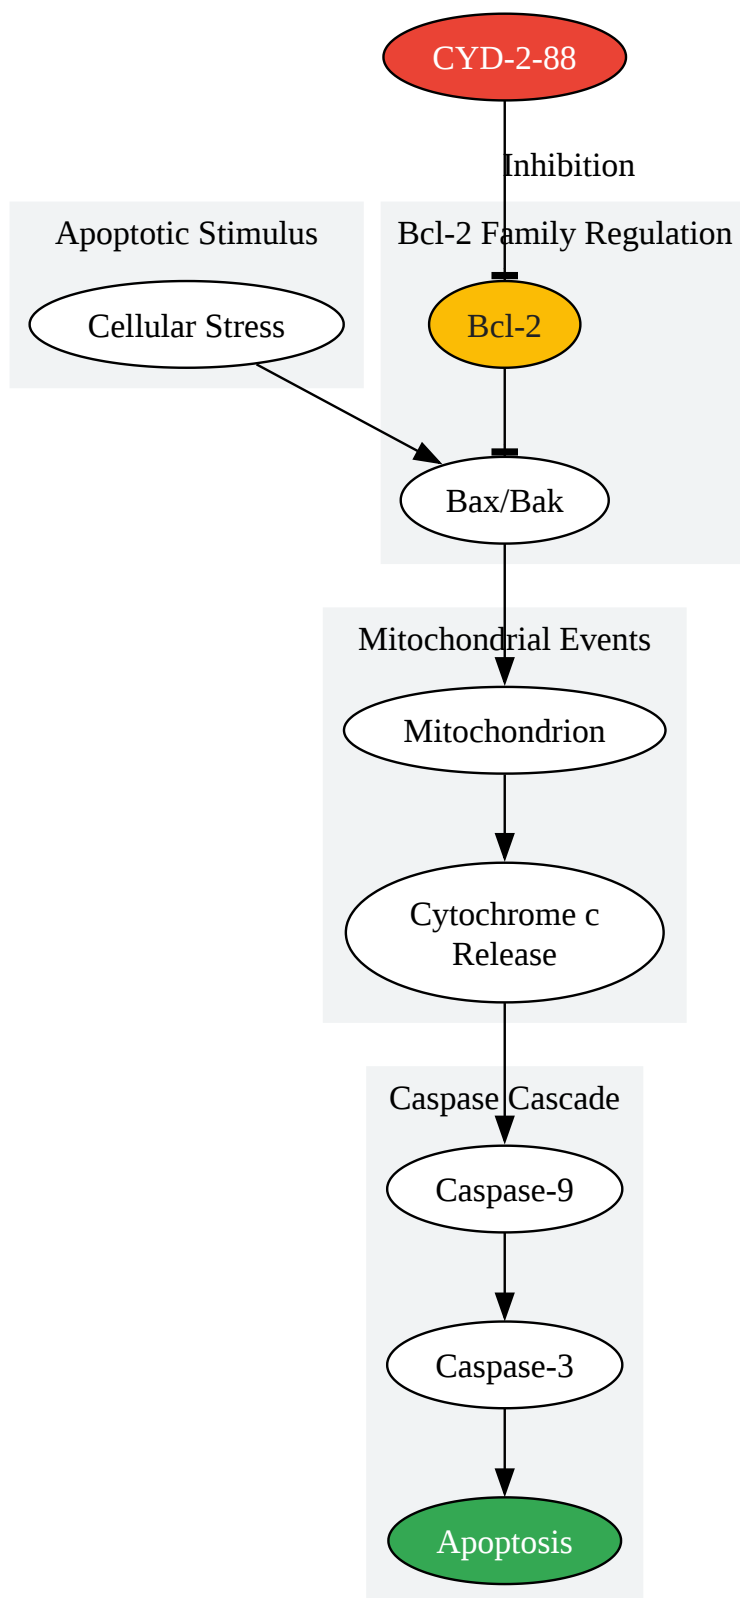 CYD-2-88
Inhibition
Apoptotic Stimulus
Bcl-2 Family Regulation
Cellular Stress
Bcl-2
Bax/Bak
Mitochondrial Events
Mitochondrion
Cytochrome c
Release
Caspase Cascade
Caspase-9
Caspase-3
Apoptosis